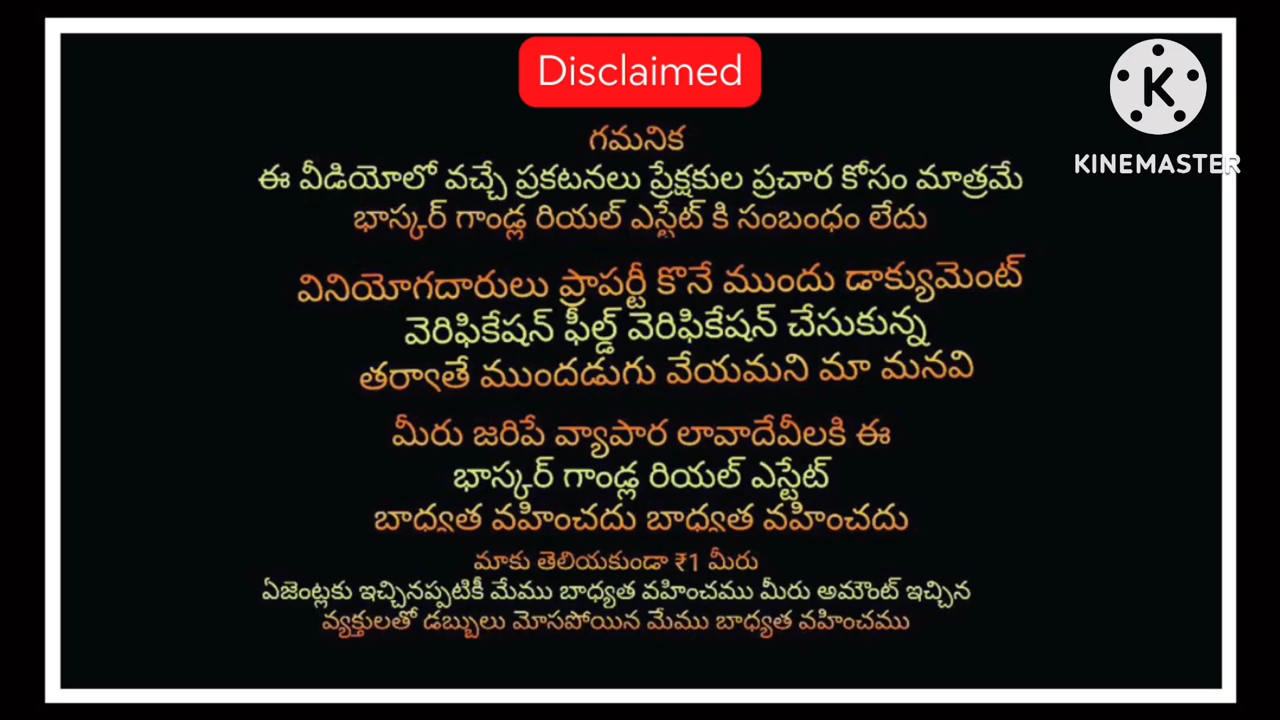 Disclaimed
K
KINEMASTER
గమనిక
ఈ వీడియోలో వచ్చే ప్రకటనలు ప్రేక్షకుల ప్రచార కోసం మాత్రమే
భాస్కర్ గాండ్ల రియల్ ఎస్టేట్ కి సంబంధం లేదు
వినియోగదారులు ప్రాపర్టీ కొనే ముందు డాక్యుమెంట్
వెరిఫికేషన్ ఫీల్డ్ వెరిఫికేషన్ చేసుకున్న
తర్వాతే ముందడుగు వేయమని మా మనవి
మీరు జరిపే వ్యాపార లావాదేవీలకి ఈ
భాస్కర్ గాండ్ల రియల్ ఎస్టేట్
బాధ్యత వహించదు బాధ్యత వహించదు
మాకు తెలియకుండా ₹1 మీరు
ఏజెంట్లకు ఇచ్చినప్పటికీ మేము బాధ్యత వహించము మీరు అమౌంట్ ఇచ్చిన
వ్యక్తులతో డబ్బులు మోసపోయిన మేము బాధ్యత వహించము